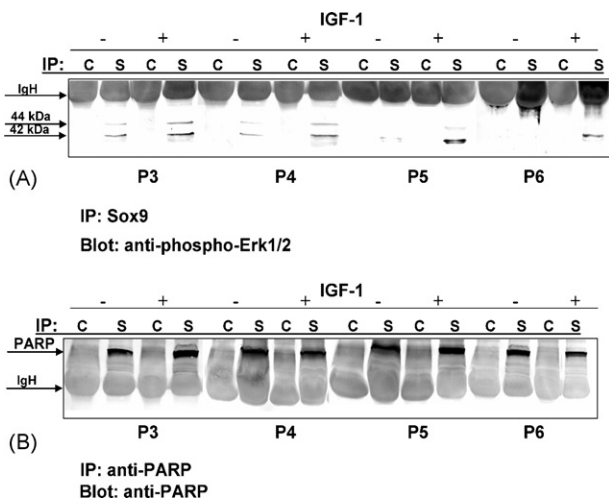 IGF-1
- + - + - + - +
IP: C S C S C S C S C S C S C S C S
IgH
44 kDa
42 kDa
(A)
P3 P4 P5 P6
IP: Sox9
Blot: anti-phospho-Erk1/2
IGF-1
- + - + - + - +
IP: C S C S C S C S C S C S C S C S
PARP
IgH
(B)
P3 P4 P5 P6
IP: anti-PARP
Blot: anti-PARP